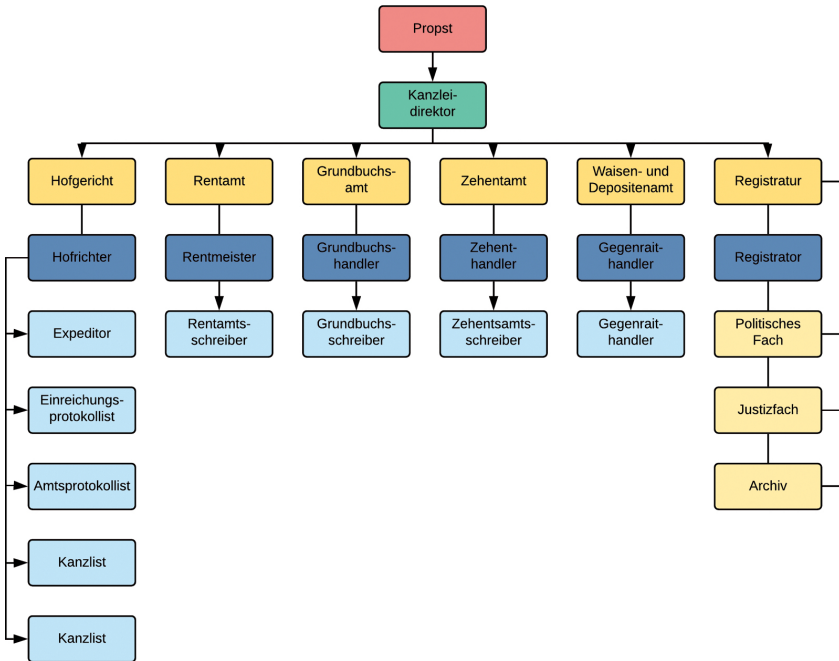 Propst
Kanzlei-
direktor
Hofgericht
Rentamt
Grundbuchs-
amt
Zehentamt
Waisen- und
Depositenamt
Registratur
Hofrichter
Rentmeister
Grundbuchs-
handler
Zehent-
handler
Gegenrait-
handler
Registrator
Expeditor
Rentamts-
schreiber
Grundbuchs-
schreiber
Zehentsamts-
schreiber
Gegenrait-
handler
Politisches
Fach
Einreichungs-
protokollist
Justizfach
Amtsprotokollist
Archiv
Kanzlist
Kanzlist